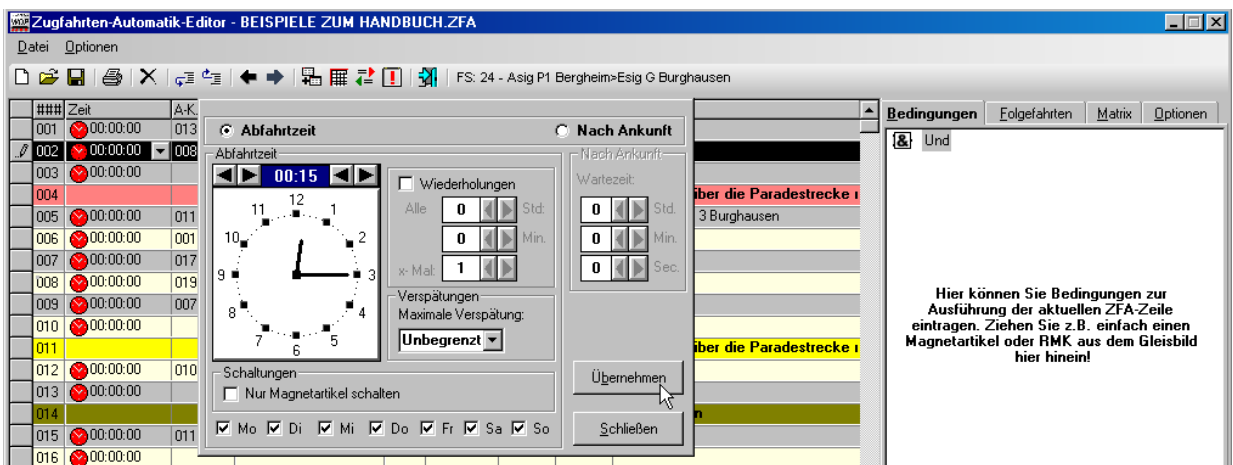 Zugfahrten-Automatik-Editor - BEISPIELE ZUM HANDBUCH.ZFA
Datei Optionen
FS: 24 - Asig P1 Bergheim>Esig G Burghausen
### Zeit A-K.
001 00:00:00 013
002 00:00:00 008
003 00:00:00
004 über die Paradestrecke
005 00:00:00 011 3 Burghausen
006 00:00:00 001
007 00:00:00 017
008 00:00:00 019
009 00:00:00 007
010 00:00:00
011 über die Paradestrecke
012 00:00:00 010
013 00:00:00
014 n
015 00:00:00 011
016 00:00:00
Abfahrtzeit Nach Ankunft
Abfahrtzeit
00:15
12
11 1
10 2
9 3
8 4
7 5
6
Wiederholungen
Alle 0 Std:
0 Min.
x- Mal: 1
Verspätungen
Maximale Verspätung:
Unbegrenzt
Nach Ankunft
Wartezeit:
0 Std.
0 Min.
0 Sec.
Schaltungen
Nur Magnetartikel schalten
Mo Di Mi Do Fr Sa So
Übernehmen
Schließen
Bedingungen Folgefahrten Matrix Optionen
{&} Und
Hier können Sie Bedingungen zur
Ausführung der aktuellen ZFA-Zeile
eintragen. Ziehen Sie z.B. einfach einen
Magnetartikel oder RMK aus dem Gleisbild
hier hinein!